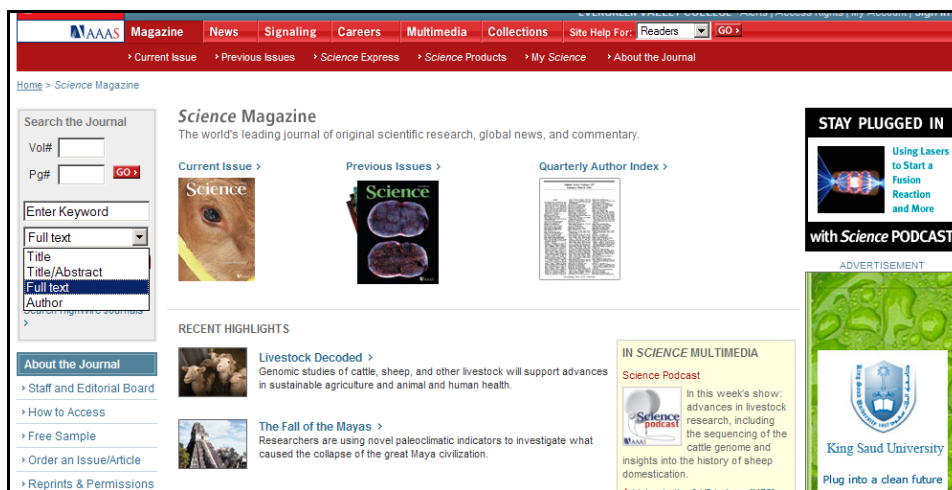 EVERGREEN VALLEY COLLEGE Alerts | Access Rights | My Account | Sign In
AAAS Magazine News Signaling Careers Multimedia Collections Site Help For: Readers GO ›
› Current Issue › Previous Issues › Science Express › Science Products › My Science › About the Journal
Home > Science Magazine
Search the Journal
Vol#
Pg# GO ›
Enter Keyword
Full text
Title
Title/Abstract
Full text
Author
Search HighWire Journals
›
About the Journal
› Staff and Editorial Board
› How to Access
› Free Sample
› Order an Issue/Article
› Reprints & Permissions
Science Magazine
The world's leading journal of original scientific research, global news, and commentary.
Current Issue › Previous Issues › Quarterly Author Index ›
Science
Science
RECENT HIGHLIGHTS
Livestock Decoded ›
Genomic studies of cattle, sheep, and other livestock will support advances
in sustainable agriculture and animal and human health.
The Fall of the Mayas ›
Researchers are using novel paleoclimatic indicators to investigate what
caused the collapse of the great Maya civilization.
IN SCIENCE MULTIMEDIA
Science Podcast
Science
podcast
AAAS
In this week's show:
advances in livestock
research, including
the sequencing of the
cattle genome and
insights into the history of sheep
domestication.
STAY PLUGGED IN
Using Lasers
to Start a
Fusion
Reaction
and More
with Science PODCAST
ADVERTISEMENT
King Saud University
King Saud University
Plug into a clean future